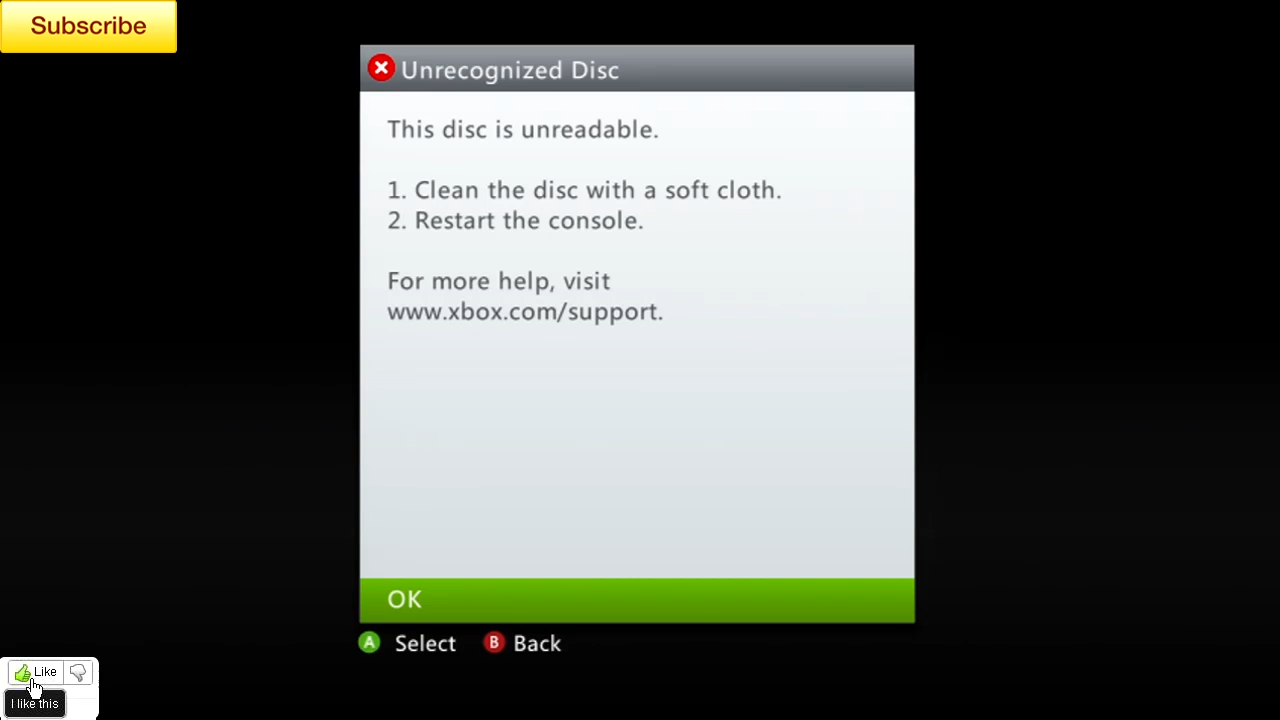 Subscribe
Unrecognized Disc
This disc is unreadable.
1. Clean the disc with a soft cloth.
2. Restart the console.
For more help, visit
www.xbox.com/support.
OK
A Select B Back
Like
I like this